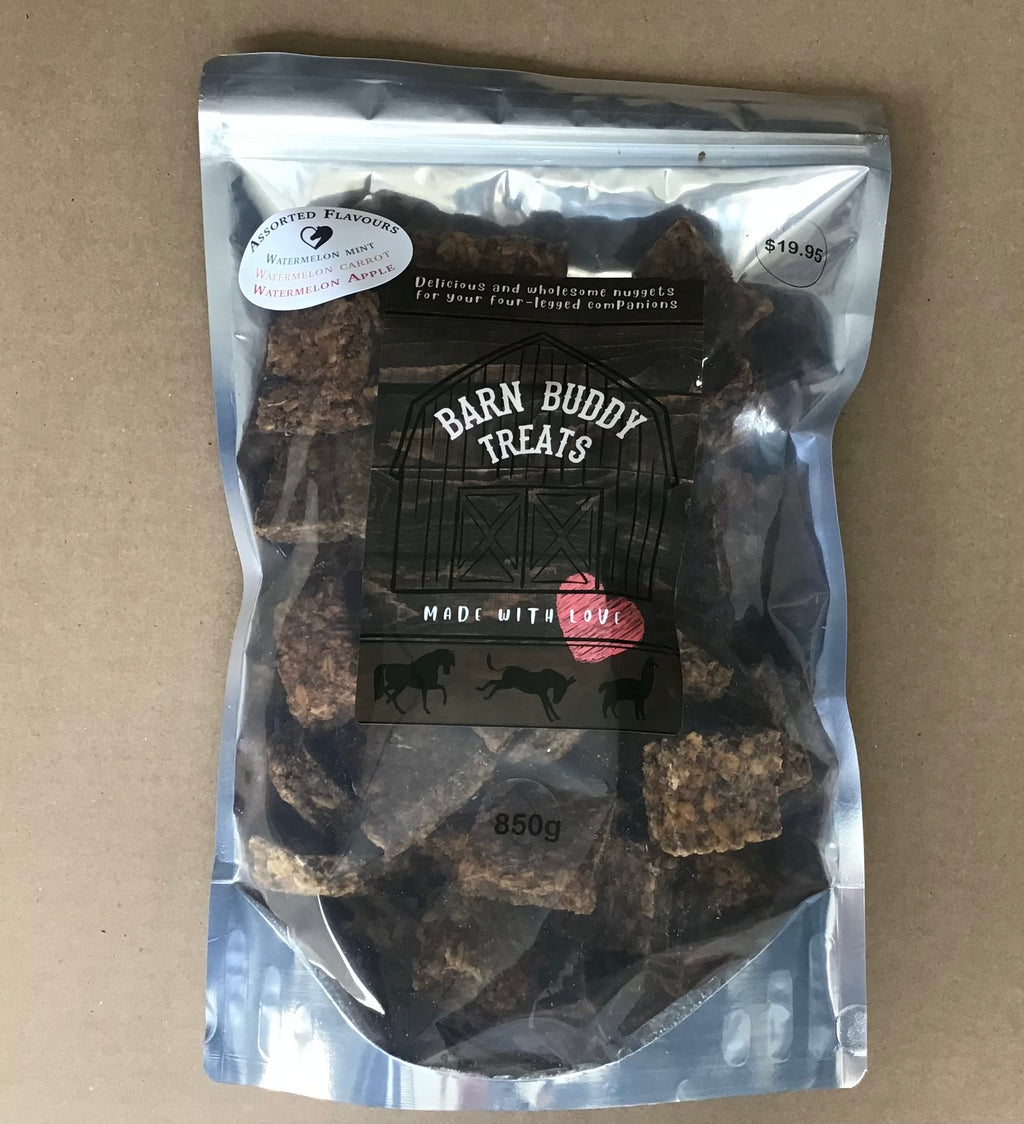 Assorted Flavours
Watermelon mint
Watermelon carrot
Watermelon Apple
$19.95
Delicious and wholesome nuggets
for your four-legged companions
BARN BUDDY
TREATS
MADE WITH LOVE
850g